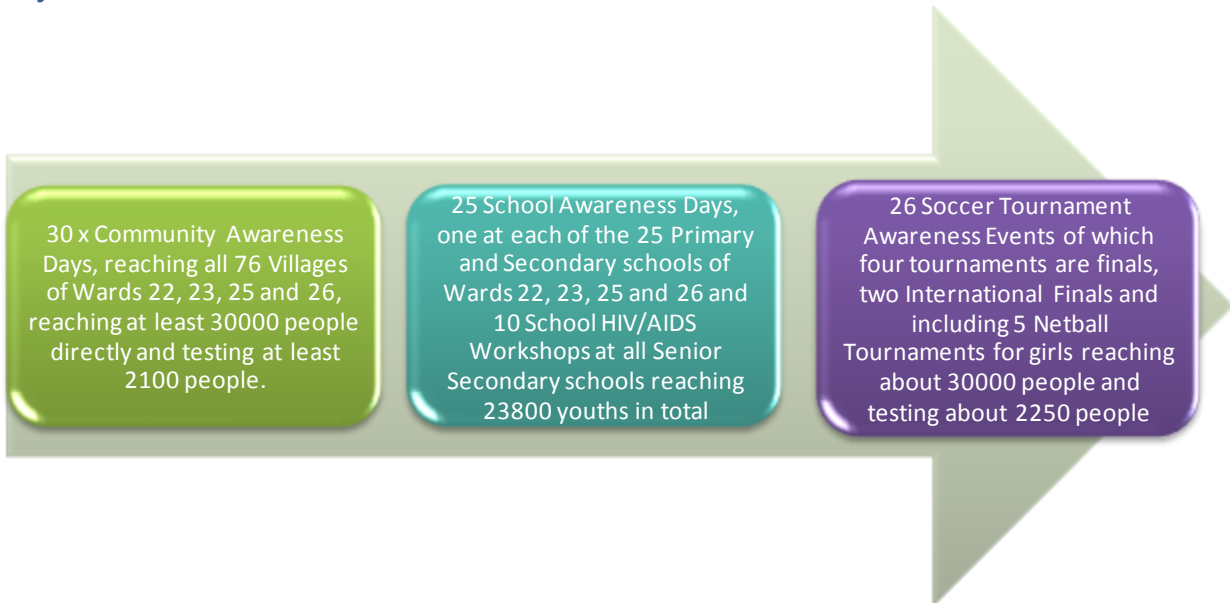 30 x Community Awareness
Days, reaching all 76 Villages
of Wards 22, 23, 25 and 26,
reaching at least 30000 people
directly and testing at least
2100 people.
25 School Awareness Days,
one at each of the 25 Primary
and Secondary schools of
Wards 22, 23, 25 and 26 and
10 School HIV/AIDS
Workshops at all Senior
Secondary schools reaching
23800 youths in total
26 Soccer Tournament
Awareness Events of which
four tournaments are finals,
two International Finals and
including 5 Netball
Tournaments for girls reaching
about 30000 people and
testing about 2250 people